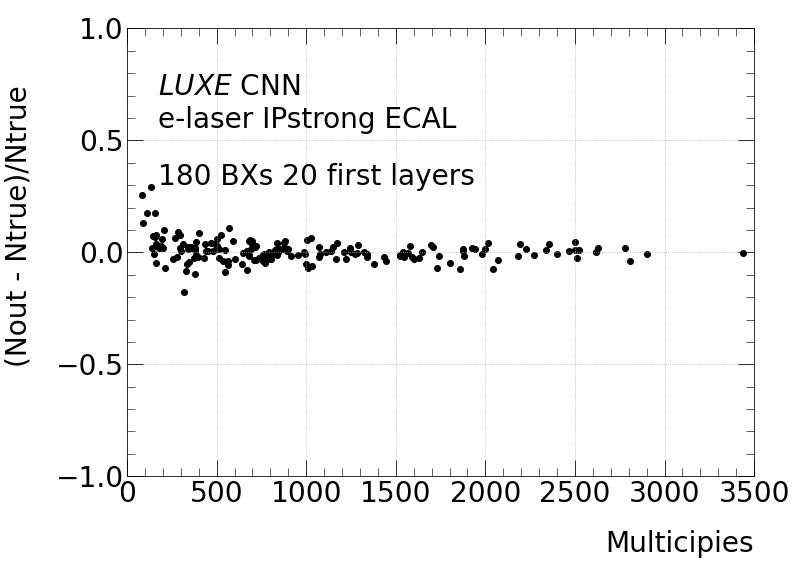 1.0
LUXE CNN
e-laser IPstrong ECAL
0.5
180 BXs 20 first layers
(Nout - Ntrue)/Ntrue
0.0
−0.5
−1.0
0 500 1000 1500 2000 2500 3000 3500
Multicipies